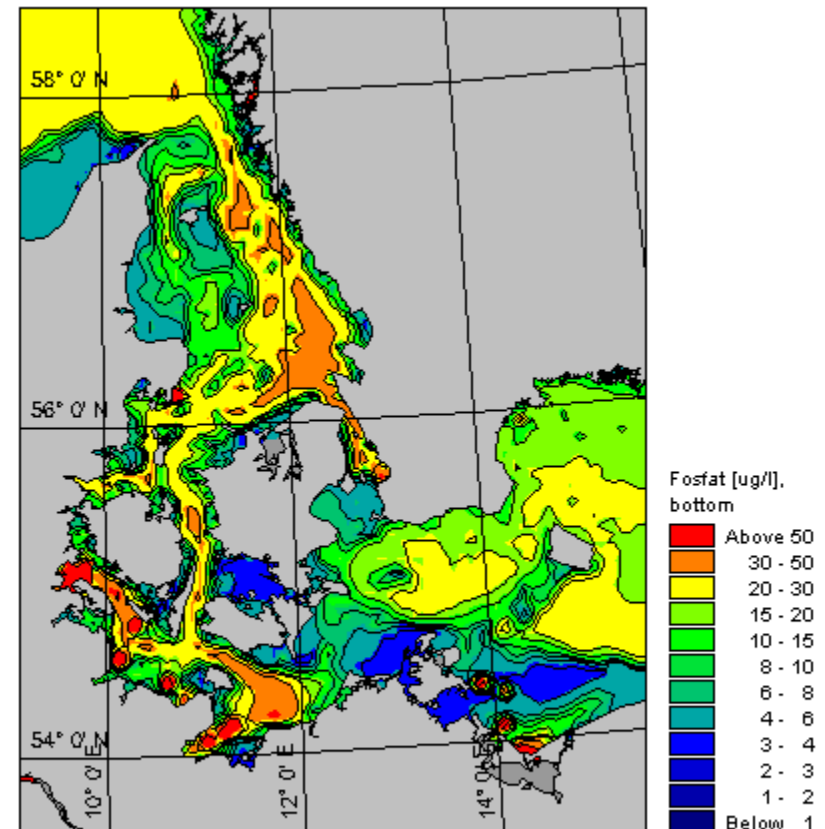 58° 0' N
56° 0' N
54° 0' N
10° 0' E
12° 0' E
14° 0' E
Fosfat [ug/l],
bottom
Above 50
30 - 50
20 - 30
15 - 20
10 - 15
8 - 10
6 - 8
4 - 6
3 - 4
2 - 3
1 - 2
Below 1